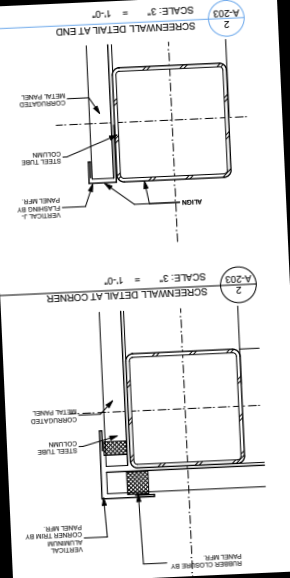 RUBBER CLOSURE BY
PANEL MFR.
VERTICAL
ALUMINUM
CORNER TRIM BY
PANEL MFR.
STEEL TUBE
COLUMN
CORRUGATED
METAL PANEL
2
A-203
SCREENWALL DETAIL AT CORNER
SCALE: 3" = 1'-0"
VERTICAL J-
FLASHING BY
PANEL MFR.
ALIGN
STEEL TUBE
COLUMN
CORRUGATED
METAL PANEL
2
A-203
SCREENWALL DETAIL AT END
SCALE: 3" = 1'-0"